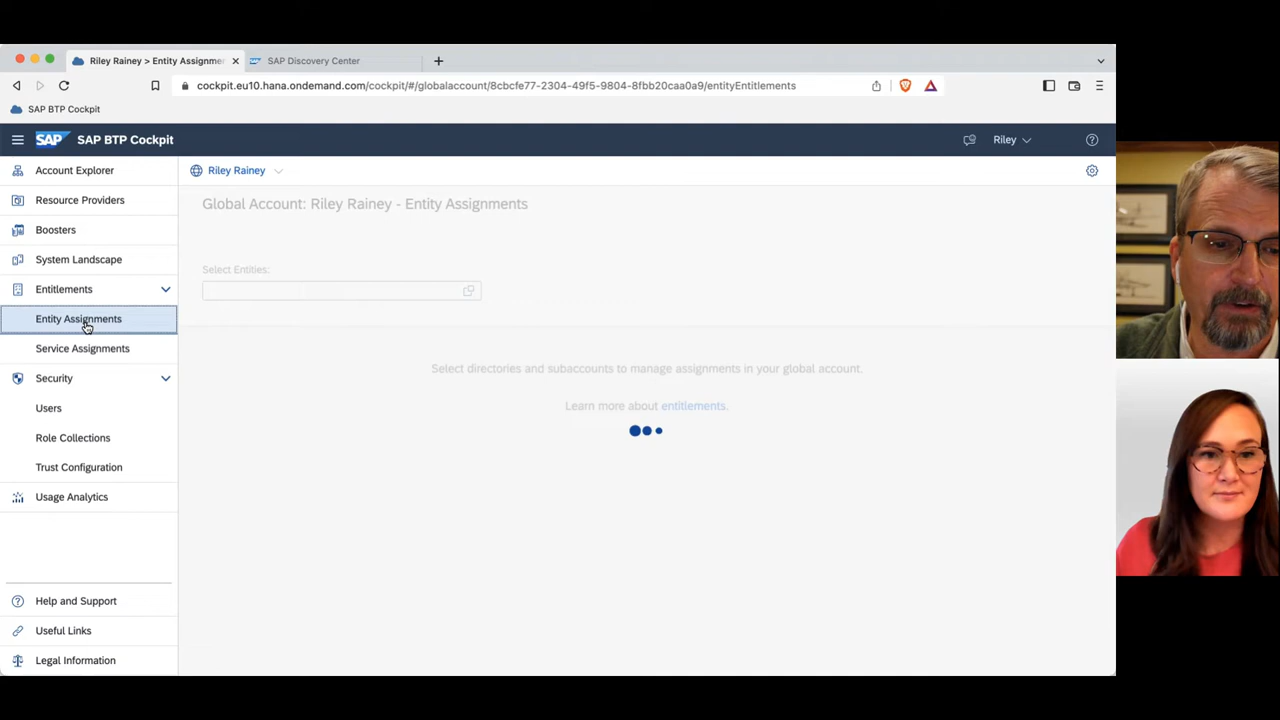 Riley Rainey > Entity Assignmer
SAP Discovery Center
cockpit.eu10.hana.ondemand.com/cockpit/#/globalaccount/8cbcfe77-2304-49f5-9804-8fbb20caa0a9/entityEntitlements
SAP BTP Cockpit
SAP SAP BTP Cockpit
Riley
Account Explorer
Riley Rainey
Resource Providers
Global Account: Riley Rainey - Entity Assignments
Boosters
System Landscape
Select Entities:
Entitlements
Entity Assignments
Service Assignments
Select directories and subaccounts to manage assignments in your global account.
Security
Learn more about entitlements.
Users
Role Collections
Trust Configuration
Usage Analytics
Help and Support
Useful Links
Legal Information